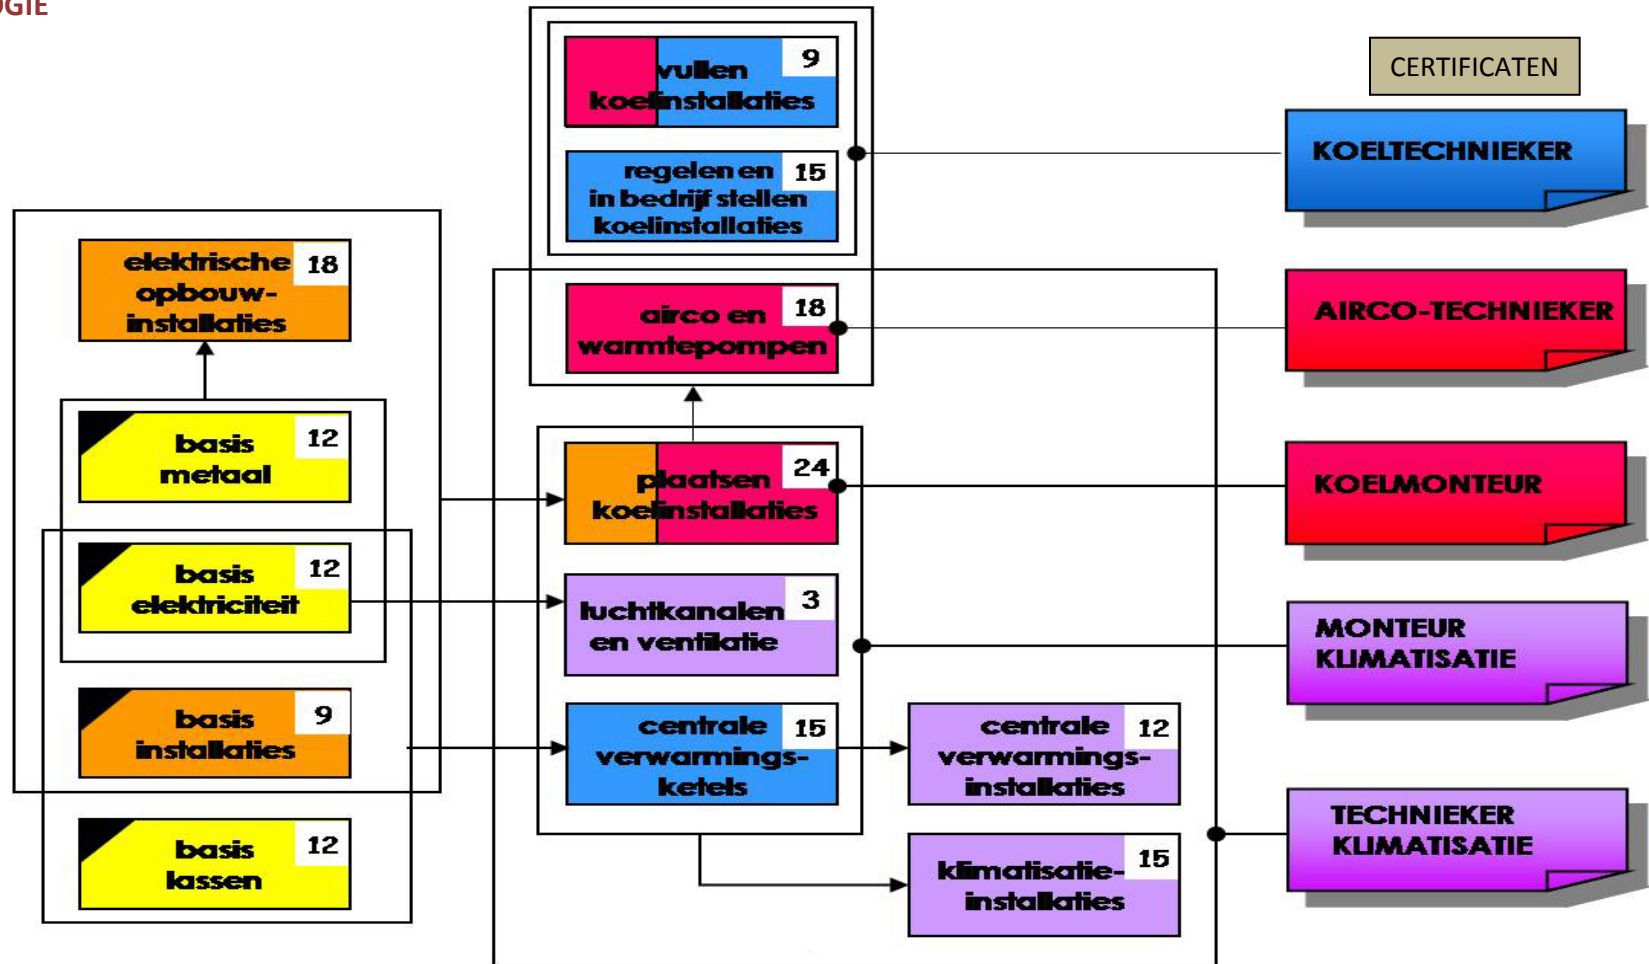 OGIE
vullen 9
koelinstallaties
regelen en 15
in bedrijf stellen
koelinstallaties
airco en 18
warmtepompen
elektrische 18
opbouw-
installaties
basis 12
metaal
basis 12
elektriciteit
basis 9
installaties
basis 12
lassen
plaatsen 24
koelinstallaties
luchtkanalen 3
en ventilatie
centrale 15
verwarmings-
ketels
centrale 12
verwarmings-
installaties
klimatisatie- 15
installaties
CERTIFICATEN
KOELTECHNIEKER
AIRCO-TECHNIEKER
KOELMONTEUR
MONTEUR
KLIMATISATIE
TECHNIEKER
KLIMATISATIE